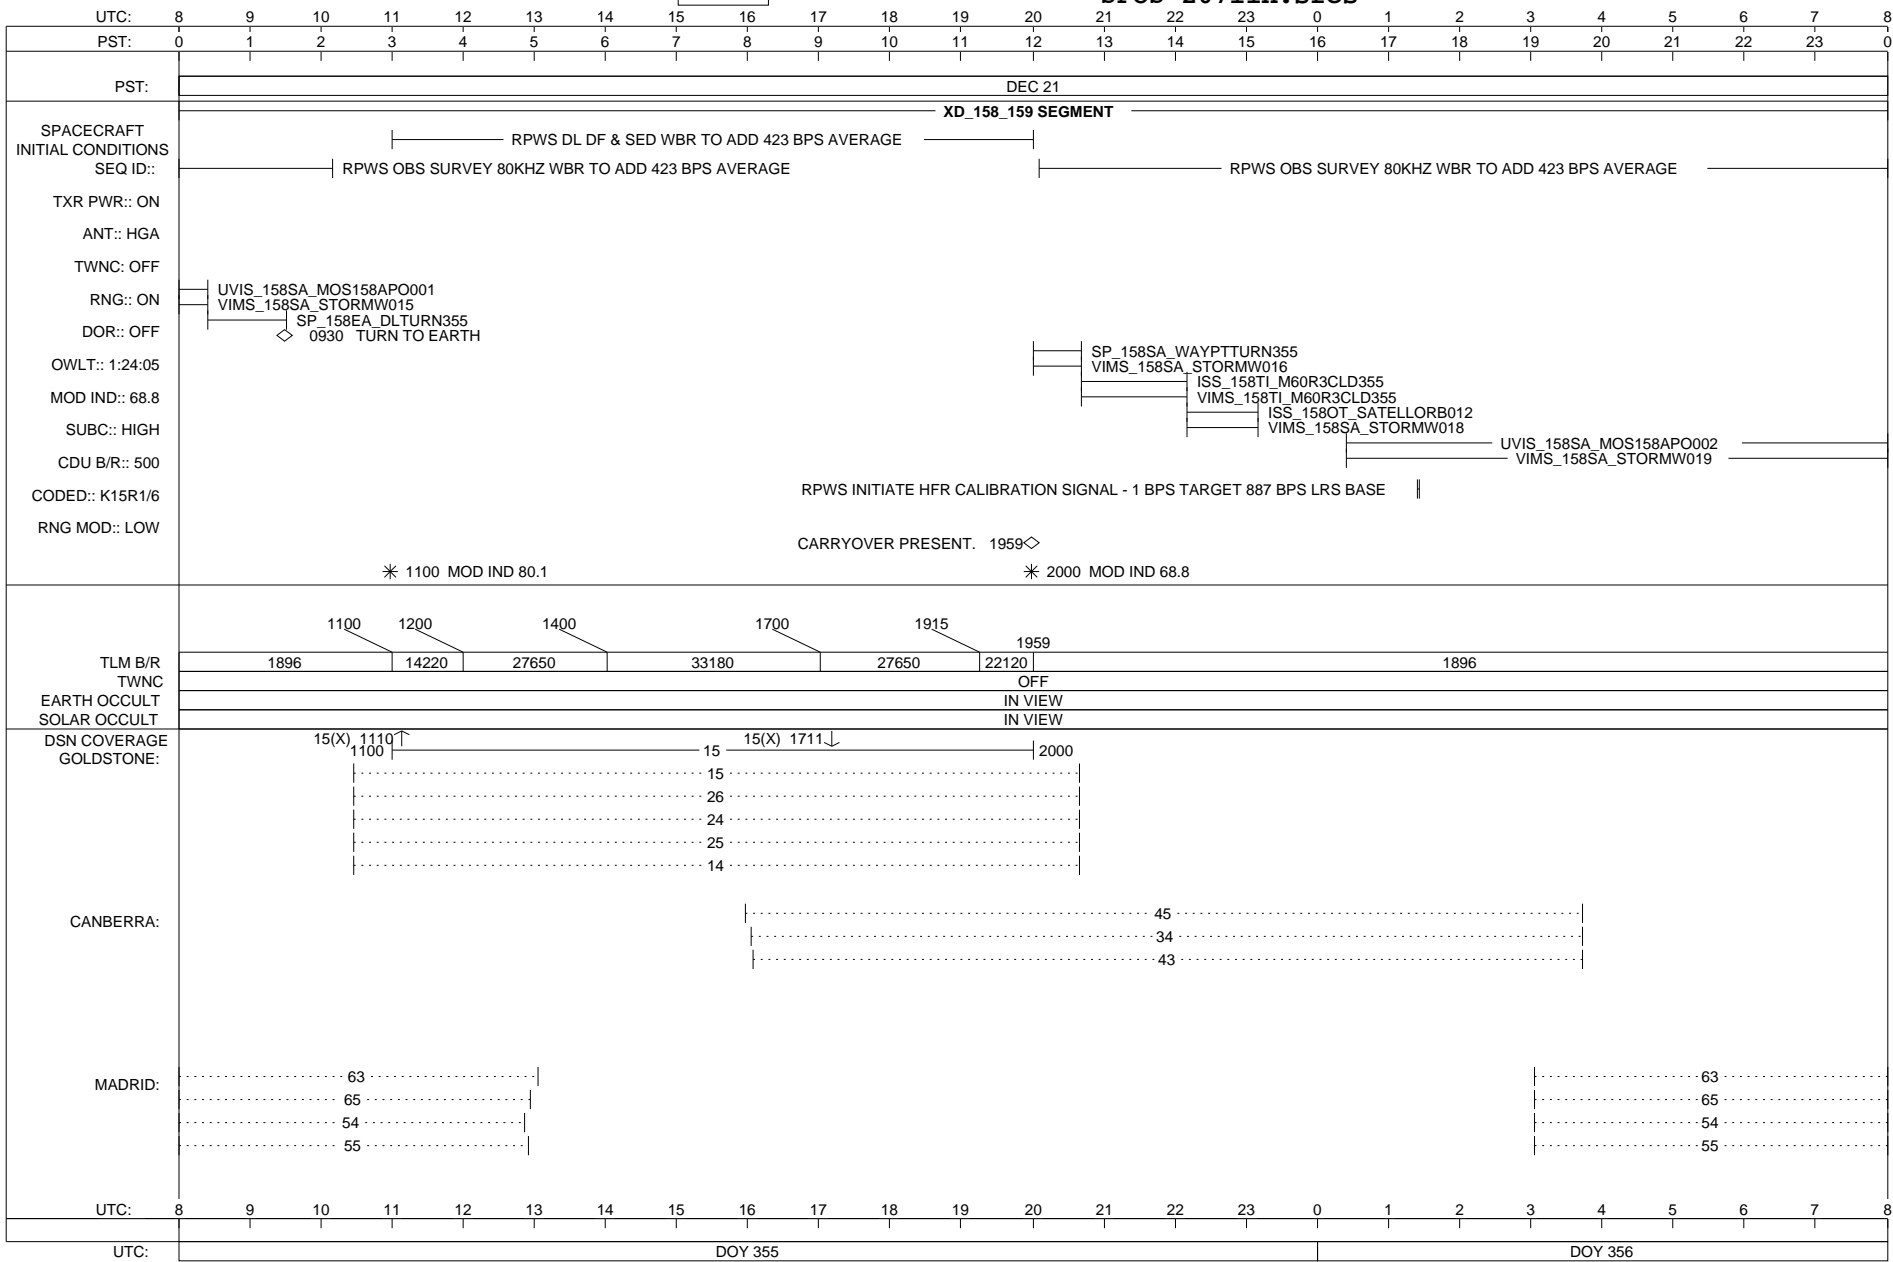 UTC: 8 9 10 11 12 13 14 15 16 17 18 19 20 21 22 23 0 1 2 3 4 5 6 7 8
PST: 0 1 2 3 4 5 6 7 8 9 10 11 12 13 14 15 16 17 18 19 20 21 22 23 0
PST: DEC 21
XD_158_159 SEGMENT
SPACECRAFT
INITIAL CONDITIONS
RPWS DL DF & SED WBR TO ADD 423 BPS AVERAGE
SEQ ID:: RPWS OBS SURVEY 80KHZ WBR TO ADD 423 BPS AVERAGE RPWS OBS SURVEY 80KHZ WBR TO ADD 423 BPS AVERAGE
TXR PWR:: ON
ANT:: HGA
TWNC: OFF
UVIS_158SA_MOS158APO001
RNG:: ON VIMS_158SA_STORMW015
SP_158EA_DLTURN355
DOR:: OFF 0930 TURN TO EARTH
SP_158SA_WAYPTTURN355
OWLT:: 1:24:05 VIMS_158SA_STORMW016
ISS_158TI_M60R3CLD355
MOD IND:: 68.8 VIMS_158TI_M60R3CLD355
ISS_158OT_SATELLORB012
SUBC:: HIGH VIMS_158SA_STORMW018
UVIS_158SA_MOS158APO002
CDU B/R:: 500 VIMS_158SA_STORMW019
CODED:: K15R1/6 RPWS INITIATE HFR CALIBRATION SIGNAL - 1 BPS TARGET 887 BPS LRS BASE
RNG MOD:: LOW
CARRYOVER PRESENT. 1959
1100 MOD IND 80.1 2000 MOD IND 68.8
1100 1200 1400 1700 1915
1959
TLM B/R 1896 14220 27650 33180 27650 22120 1896
TWNC OFF
EARTH OCCULT IN VIEW
SOLAR OCCULT IN VIEW
DSN COVERAGE 15(X) 1110 15(X) 1711
GOLDSTONE: 1100 15 2000
15
26
24
25
14
CANBERRA: 45
34
43
MADRID: 63 63
65 65
54 54
55 55
UTC: 8 9 10 11 12 13 14 15 16 17 18 19 20 21 22 23 0 1 2 3 4 5 6 7 8
UTC: DOY 355 DOY 356